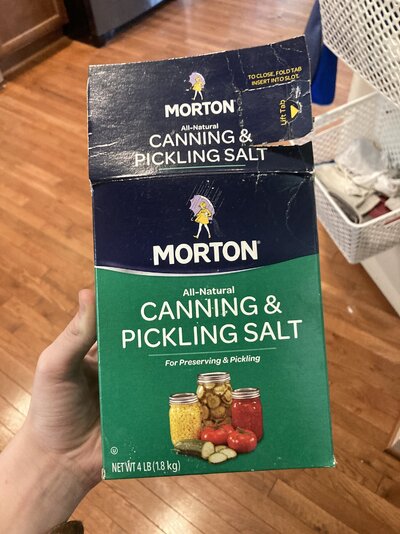 TO CLOSE, FOLD TAB
INSERT INTO SLOT.
Lift Tab
MORTON
All-Natural
CANNING &
PICKLING SALT
MORTON®
All-Natural
CANNING &
PICKLING SALT
For Preserving & Pickling
NET WT 4 LB (1.8 kg)